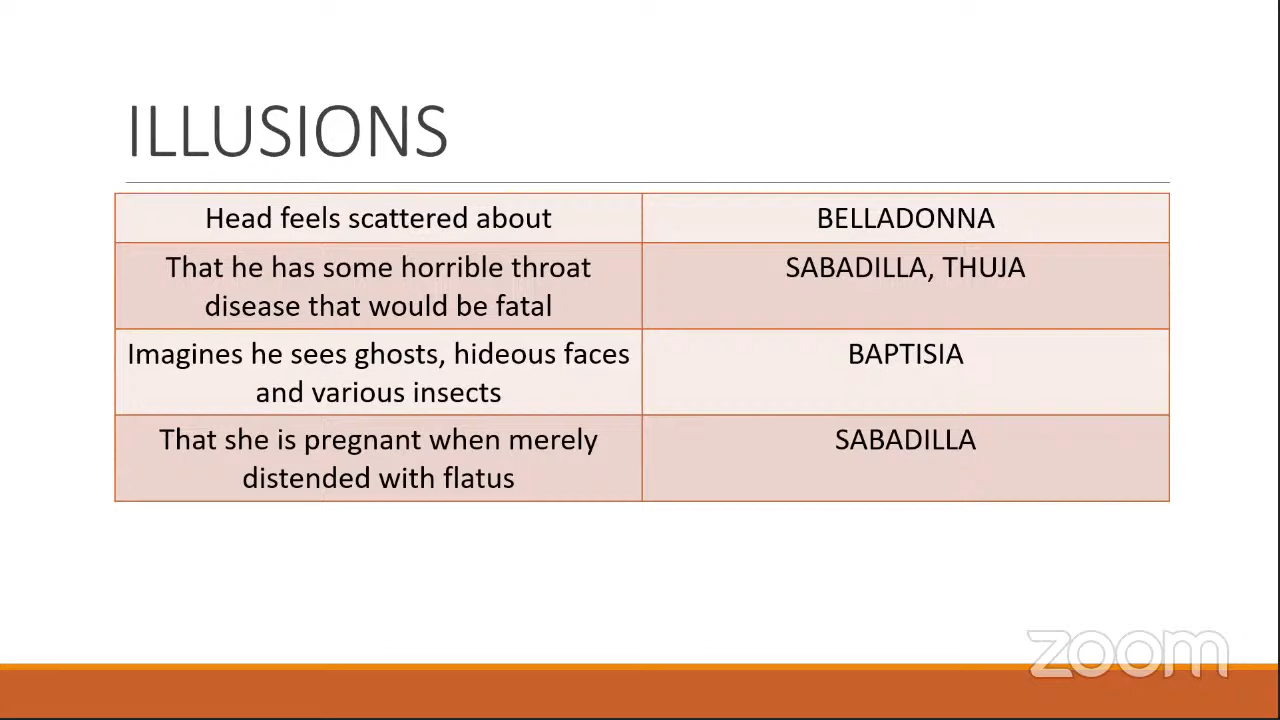 ILLUSIONS
Head feels scattered about
BELLADONNA
That he has some horrible throat
disease that would be fatal
SABADILLA, THUJA
Imagines he sees ghosts, hideous faces
and various insects
BAPTISIA
That she is pregnant when merely
distended with flatus
SABADILLA
zoom